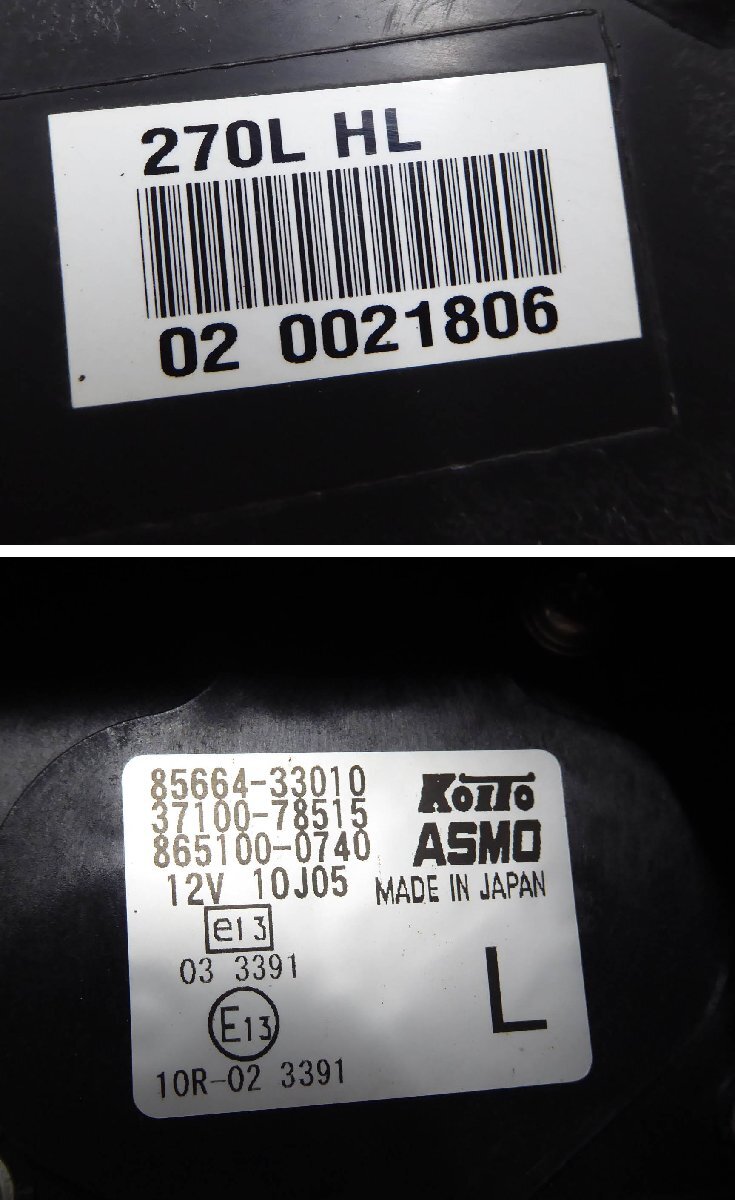 270L HL
02 0021806
85664-33010
37100-78515
865100-0740
12V 10J05
KOITO
ASMO
MADE IN JAPAN
e13
03 3391
E13
10R-02 3391
L